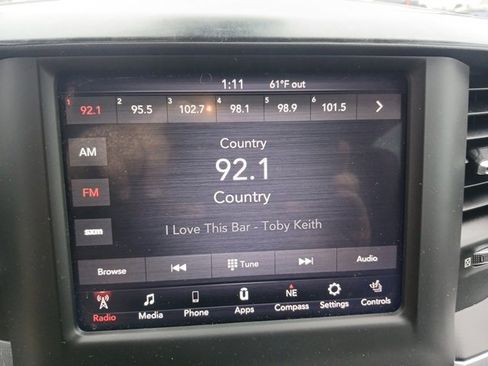 1:11 61°F out
1 92.1 2 95.5 3 102.7 4 98.1 5 98.9 6 101.5
AM
Country
92.1
FM
Country
sxm
I Love This Bar - Toby Keith
Browse Tune Audio
NE
Radio Media Phone Apps Compass Settings Controls